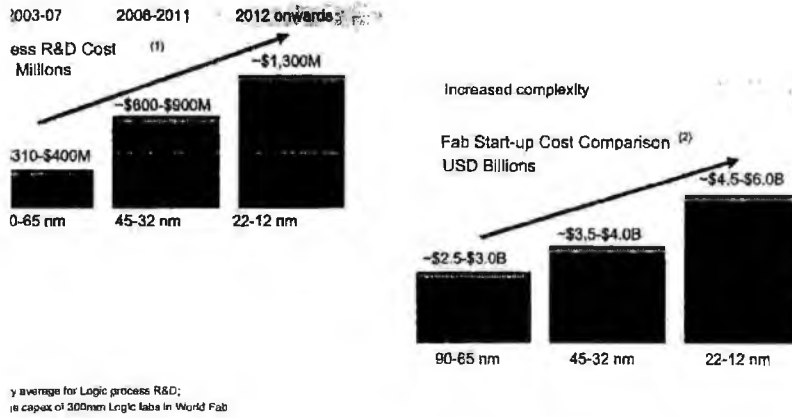 2003-07 2008-2011 2012 onwards
ess R&D Cost (1)
Millions
~$1,300M
~$600-$900M
310-$400M
0-65 nm 45-32 nm 22-12 nm
Increased complexity
Fab Start-up Cost Comparison (2)
USD Billions
~$4.5-$6.0B
~$3.5-$4.0B
~$2.5-$3.0B
90-65 nm 45-32 nm 22-12 nm
y average for Logic process R&D;
capex of 300mm Logic fabs in World Fab